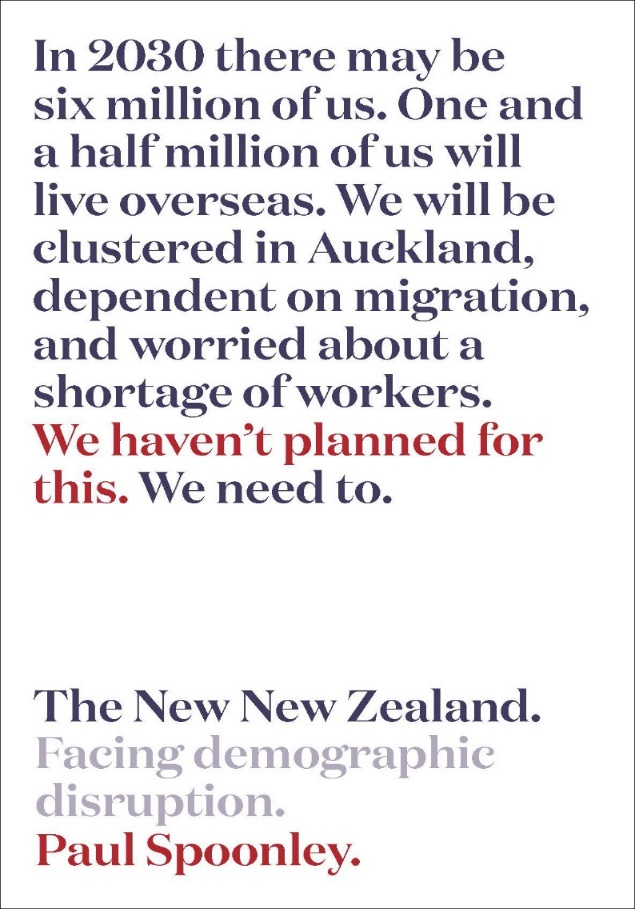 In 2030 there may be
six million of us. One and
a half million of us will
live overseas. We will be
clustered in Auckland,
dependent on migration,
and worried about a
shortage of workers.
We haven’t planned for
this. We need to.
The New New Zealand.
Facing demographic
disruption.
Paul Spoonley.